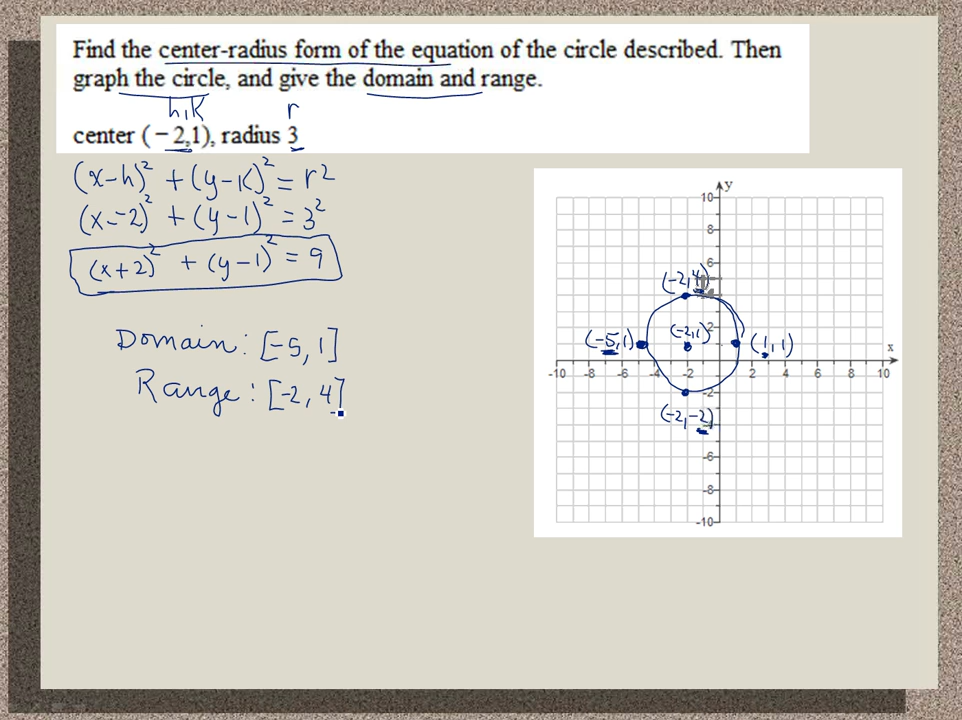 Find the center-radius form of the equation of the circle described. Then
graph the circle, and give the domain and range.
h,K r
center (−2,1), radius 3
(x-h)² + (y-K)² = r²
(x--2)² + (y-1)² = 3²
(x+2)² + (y-1)² = 9
Domain: [-5, 1]
Range: [-2, 4]
y
10
8
6
(-2,4)
2
(-5,1) (-2,1) (1,1)
x
-10 -8 -6 -4 -2 2 4 6 8 10
-2
(-2,-2)
-4
-6
-8
-10